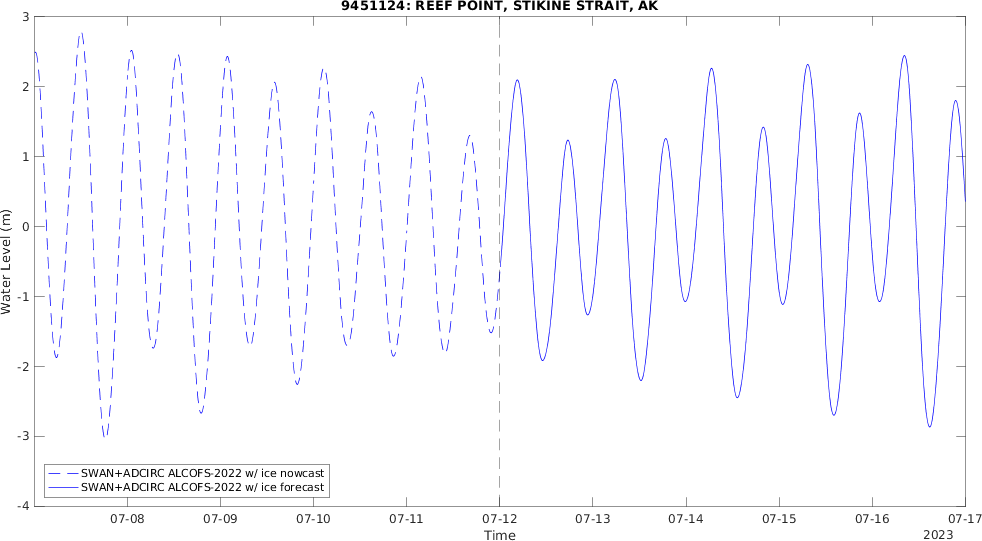 9451124: REEF POINT, STIKINE STRAIT, AK
3
2
1
0
-1
-2
-3
-4
Water Level (m)
SWAN+ADCIRC ALCOFS-2022 w/ ice nowcast
SWAN+ADCIRC ALCOFS-2022 w/ ice forecast
07-08 07-09 07-10 07-11 07-12 07-13 07-14 07-15 07-16 07-17
Time
2023